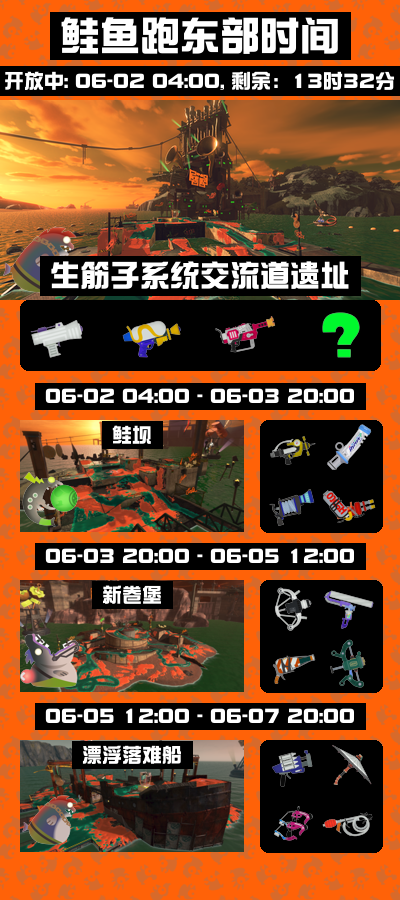 鲑鱼跑东部时间
开放中: 06-02 04:00, 剩余: 13时32分
生筋子系统交流道遗址
?
06-02 04:00 - 06-03 20:00
鲑坝
06-03 20:00 - 06-05 12:00
新卷堡
06-05 12:00 - 06-07 20:00
漂浮落难船